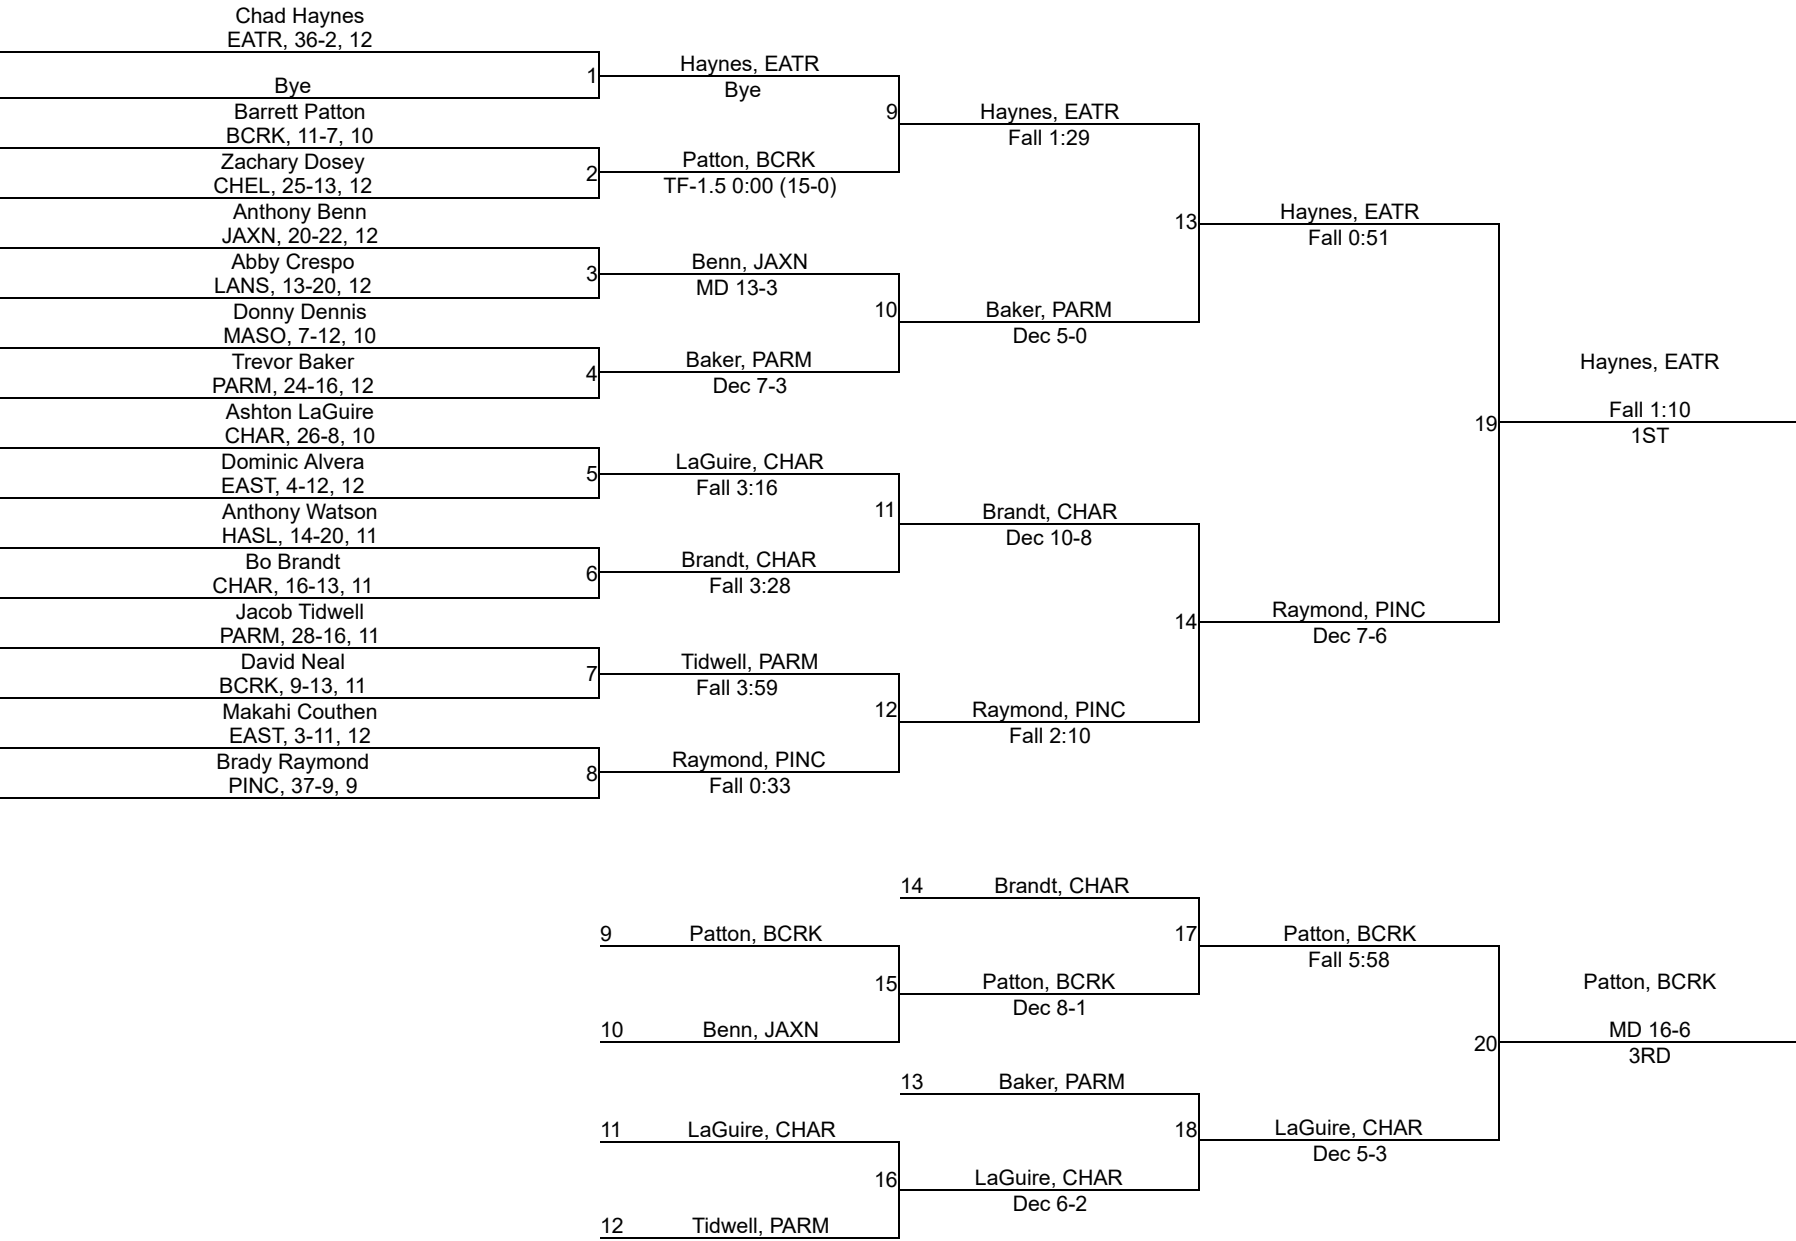 Chad Haynes
EATR, 36-2, 12
Bye
1
Haynes, EATR
Bye
Barrett Patton
BCRK, 11-7, 10
Zachary Dosey
CHEL, 25-13, 12
2
Patton, BCRK
TF-1.5 0:00 (15-0)
9
Haynes, EATR
Fall 1:29
Anthony Benn
JAXN, 20-22, 12
Abby Crespo
LANS, 13-20, 12
3
Benn, JAXN
MD 13-3
Donny Dennis
MASO, 7-12, 10
Trevor Baker
PARM, 24-16, 12
4
Baker, PARM
Dec 7-3
10
Baker, PARM
Dec 5-0
13
Haynes, EATR
Fall 0:51
Ashton LaGuire
CHAR, 26-8, 10
Dominic Alvera
EAST, 4-12, 12
5
LaGuire, CHAR
Fall 3:16
Anthony Watson
HASL, 14-20, 11
Bo Brandt
CHAR, 16-13, 11
6
Brandt, CHAR
Fall 3:28
11
Brandt, CHAR
Dec 10-8
Jacob Tidwell
PARM, 28-16, 11
David Neal
BCRK, 9-13, 11
7
Tidwell, PARM
Fall 3:59
Makahi Couthen
EAST, 3-11, 12
Brady Raymond
PINC, 37-9, 9
8
Raymond, PINC
Fall 0:33
12
Raymond, PINC
Fall 2:10
14
Raymond, PINC
Dec 7-6
19
Haynes, EATR
Fall 1:10
1ST
14
Brandt, CHAR
9
Patton, BCRK
10
Benn, JAXN
15
Patton, BCRK
Dec 8-1
17
Patton, BCRK
Fall 5:58
13
Baker, PARM
11
LaGuire, CHAR
12
Tidwell, PARM
16
LaGuire, CHAR
Dec 6-2
18
LaGuire, CHAR
Dec 5-3
20
Patton, BCRK
MD 16-6
3RD